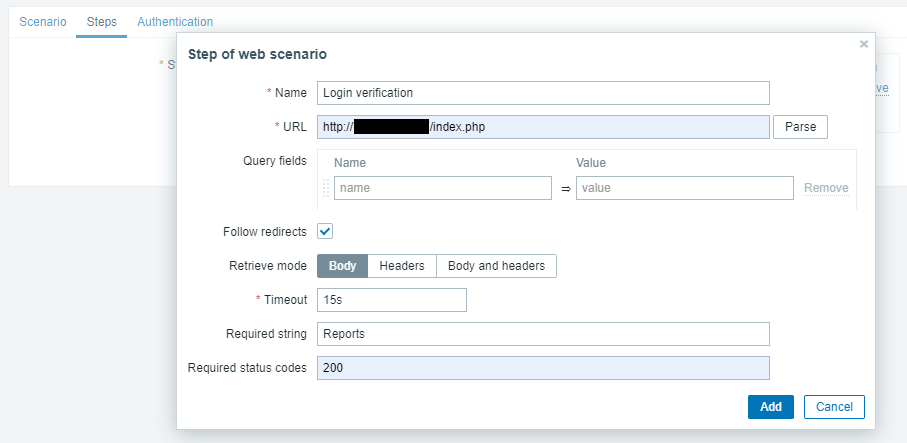 Scenario Steps Authentication
* S
Step of web scenario
* Name Login verification
* URL http:// /index.php Parse
Query fields Name Value
name ⇒ value Remove
Follow redirects
Retrieve mode Body Headers Body and headers
* Timeout 15s
Required string Reports
Required status codes 200
Add Cancel